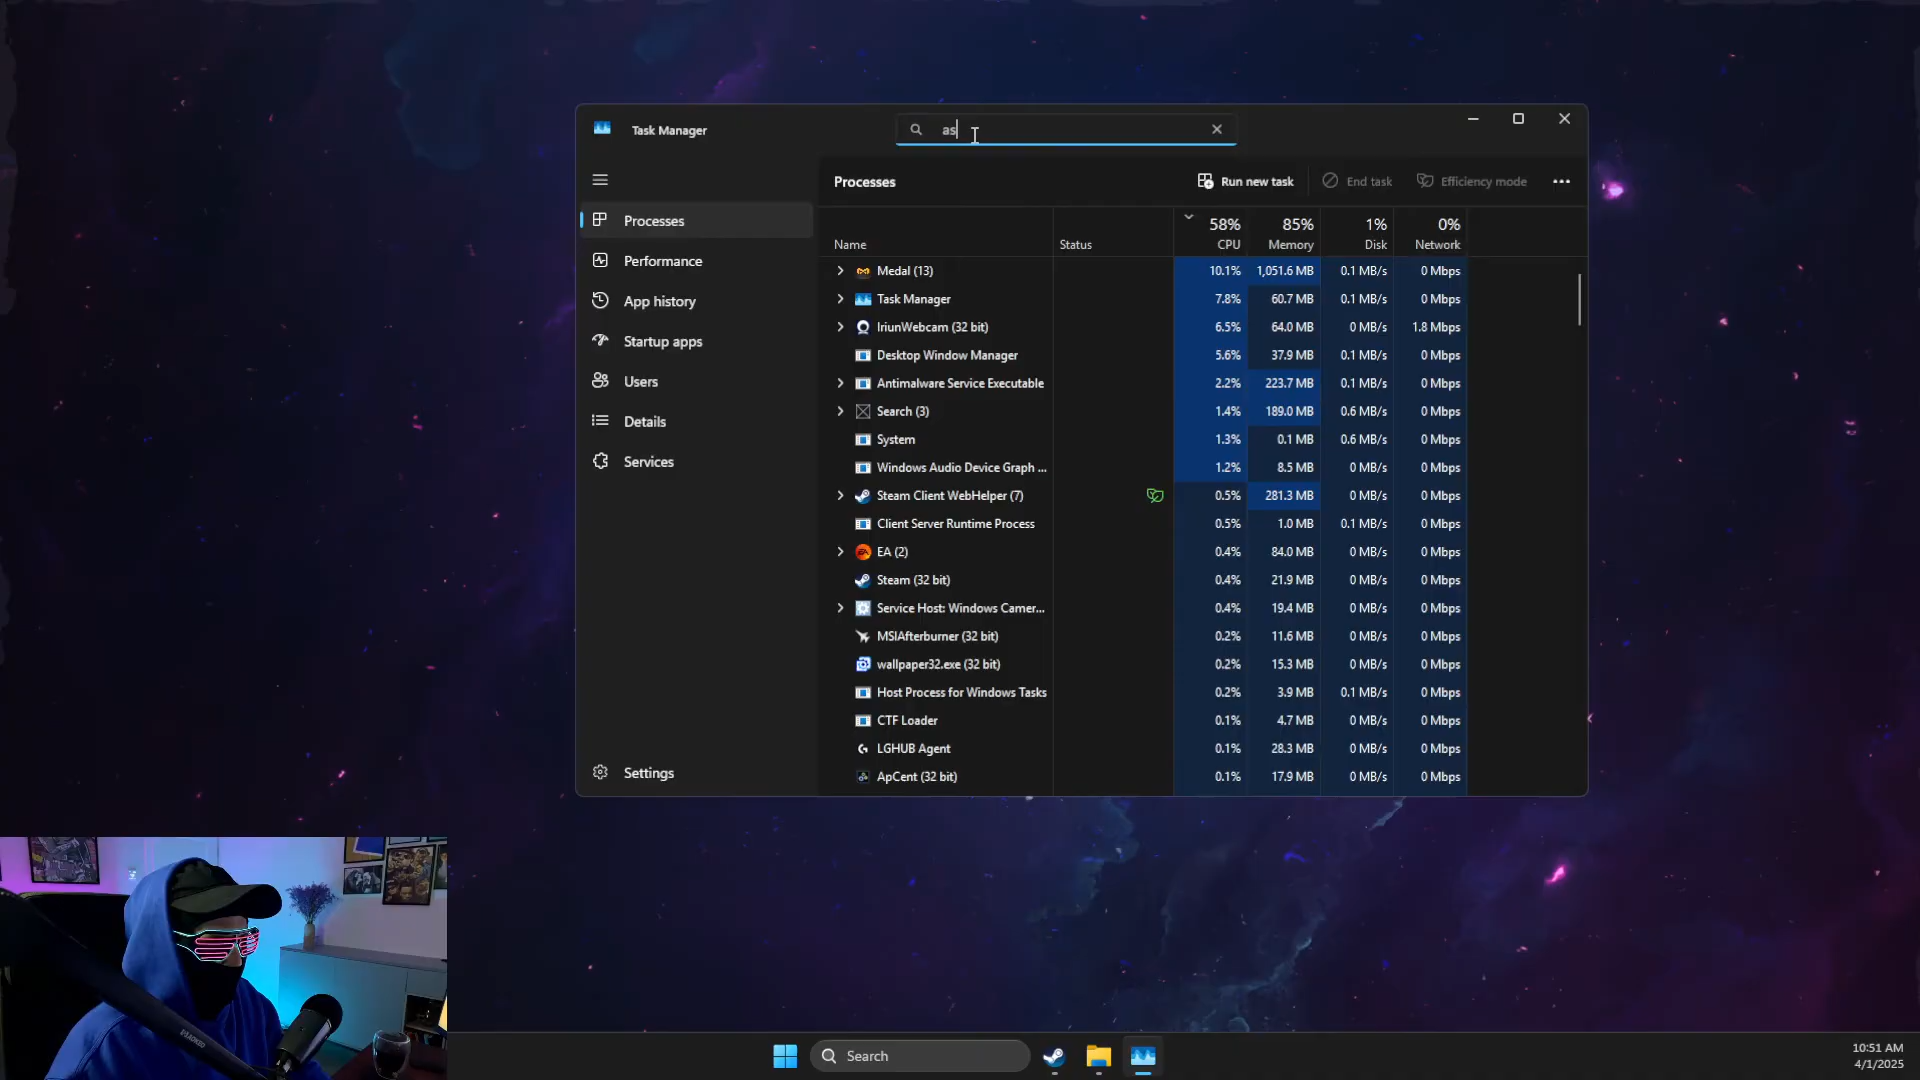 Task Manager
as
Processes
Run new task
End task
Efficiency mode
Processes
Performance
App history
Startup apps
Users
Details
Services
Settings
58% 85% 1% 0%
Name Status CPU Memory Disk Network
Medal (13) 10.1% 1,051.6 MB 0.1 MB/s 0 Mbps
Task Manager 7.8% 60.7 MB 0.1 MB/s 0 Mbps
IriunWebcam (32 bit) 6.5% 64.0 MB 0 MB/s 1.8 Mbps
Desktop Window Manager 5.6% 37.9 MB 0.1 MB/s 0 Mbps
Antimalware Service Executable 2.2% 223.7 MB 0.1 MB/s 0 Mbps
Search (3) 1.4% 189.0 MB 0.6 MB/s 0 Mbps
System 1.3% 0.1 MB 0.6 MB/s 0 Mbps
Windows Audio Device Graph ... 1.2% 8.5 MB 0 MB/s 0 Mbps
Steam Client WebHelper (7) 0.5% 281.3 MB 0 MB/s 0 Mbps
Client Server Runtime Process 0.5% 1.0 MB 0.1 MB/s 0 Mbps
EA (2) 0.4% 84.0 MB 0 MB/s 0 Mbps
Steam (32 bit) 0.4% 21.9 MB 0 MB/s 0 Mbps
Service Host: Windows Camer... 0.4% 19.4 MB 0 MB/s 0 Mbps
MSIAfterburner (32 bit) 0.2% 11.6 MB 0 MB/s 0 Mbps
wallpaper32.exe (32 bit) 0.2% 15.3 MB 0 MB/s 0 Mbps
Host Process for Windows Tasks 0.2% 3.9 MB 0.1 MB/s 0 Mbps
CTF Loader 0.1% 4.7 MB 0 MB/s 0 Mbps
LGHUB Agent 0.1% 28.3 MB 0 MB/s 0 Mbps
ApCent (32 bit) 0.1% 17.9 MB 0 MB/s 0 Mbps
Search
10:51 AM
4/1/2025